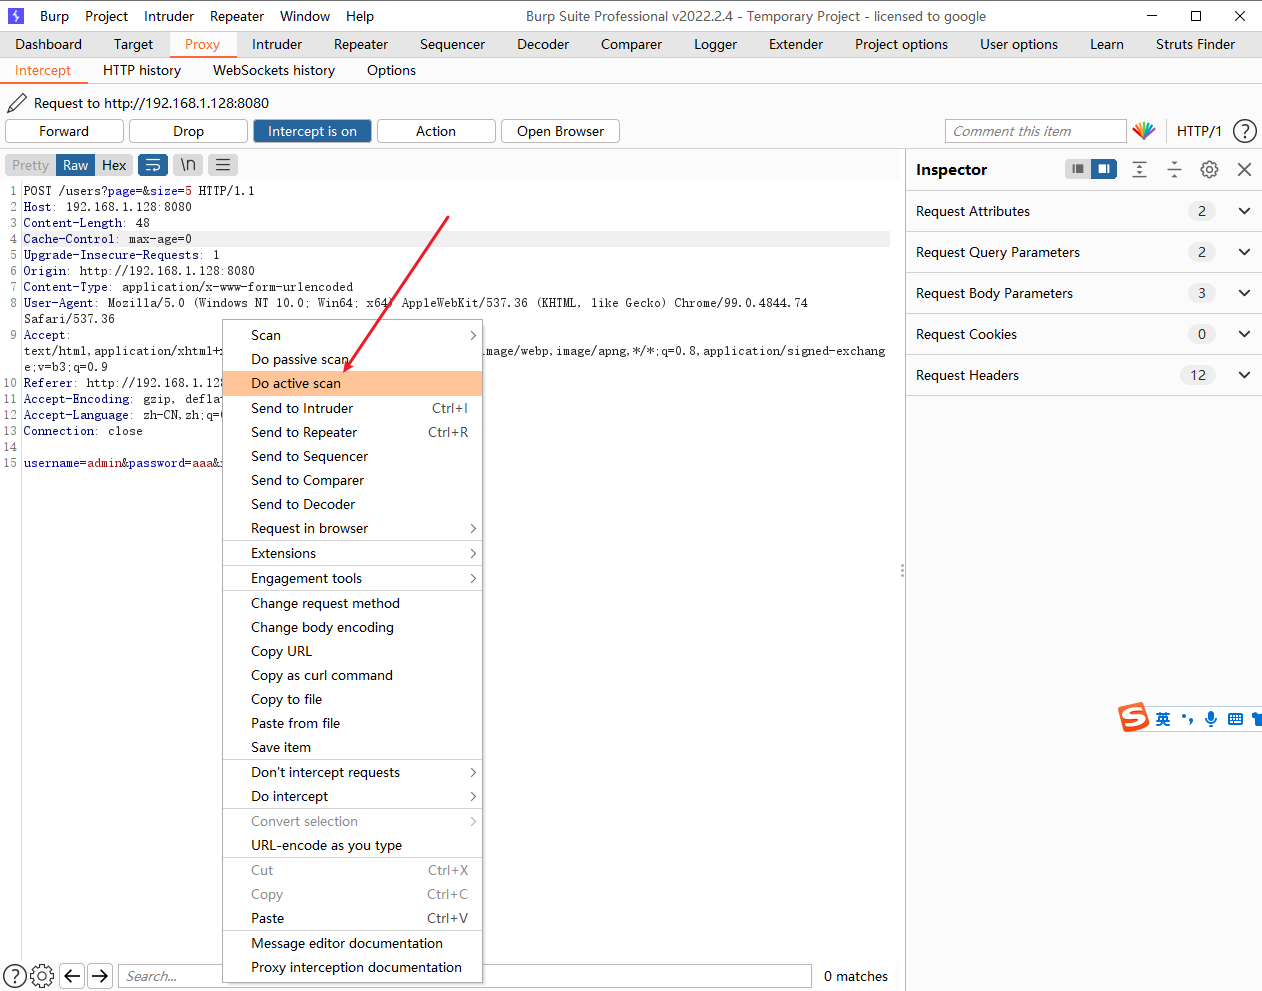 Burp Project Intruder Repeater Window Help Burp Suite Professional v2022.2.4 - Temporary Project - licensed to google
Dashboard Target Proxy Intruder Repeater Sequencer Decoder Comparer Logger Extender Project options User options Learn Struts Finder
Intercept HTTP history WebSockets history Options
Request to http://192.168.1.128:8080
Forward Drop Intercept is on Action Open Browser Comment this item HTTP/1 ?
Pretty Raw Hex \n
Inspector
1 POST /users?page=&size=5 HTTP/1.1
2 Host: 192.168.1.128:8080
3 Content-Length: 48
4 Cache-Control: max-age=0
5 Upgrade-Insecure-Requests: 1
6 Origin: http://192.168.1.128:8080
7 Content-Type: application/x-www-form-urlencoded
8 User-Agent: Mozilla/5.0 (Windows NT 10.0; Win64; x64) AppleWebKit/537.36 (KHTML, like Gecko) Chrome/99.0.4844.74
Safari/537.36
9 Accept:
text/html,application/xhtml+x image/webp,image/apng,*/*;q=0.8,application/signed-exchang
e;v=b3;q=0.9
10 Referer: http://192.168.1.128
11 Accept-Encoding: gzip, defla
12 Accept-Language: zh-CN,zh;q=
13 Connection: close
14
15 username=admin&password=aaa&
Scan
Do passive scan
Do active scan
Send to Intruder Ctrl+I
Send to Repeater Ctrl+R
Send to Sequencer
Send to Comparer
Send to Decoder
Request in browser
Extensions
Engagement tools
Change request method
Change body encoding
Copy URL
Copy as curl command
Copy to file
Paste from file
Save item
Don't intercept requests
Do intercept
Convert selection
URL-encode as you type
Cut Ctrl+X
Copy Ctrl+C
Paste Ctrl+V
Message editor documentation
Proxy interception documentation
Request Attributes 2
Request Query Parameters 2
Request Body Parameters 3
Request Cookies 0
Request Headers 12
S 英
? Search... 0 matches